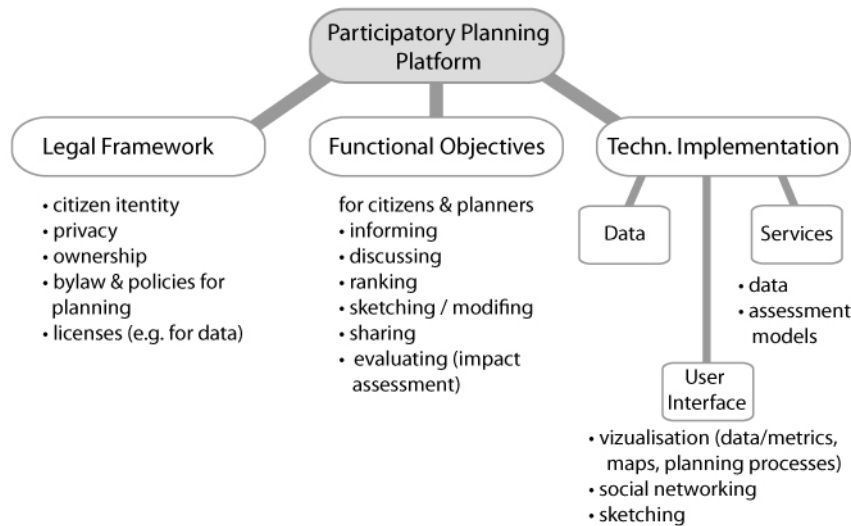 Participatory Planning
Platform
Legal Framework
• citizen itentity
• privacy
• ownership
• bylaw & policies for
planning
• licenses (e.g. for data)
Functional Objectives
for citizens & planners
• informing
• discussing
• ranking
• sketching / modifing
• sharing
• evaluating (impact
assessment)
Techn. Implementation
Data
Services
• data
• assessment
models
User
Interface
• vizualisation (data/metrics,
maps, planning processes)
• social networking
• sketching